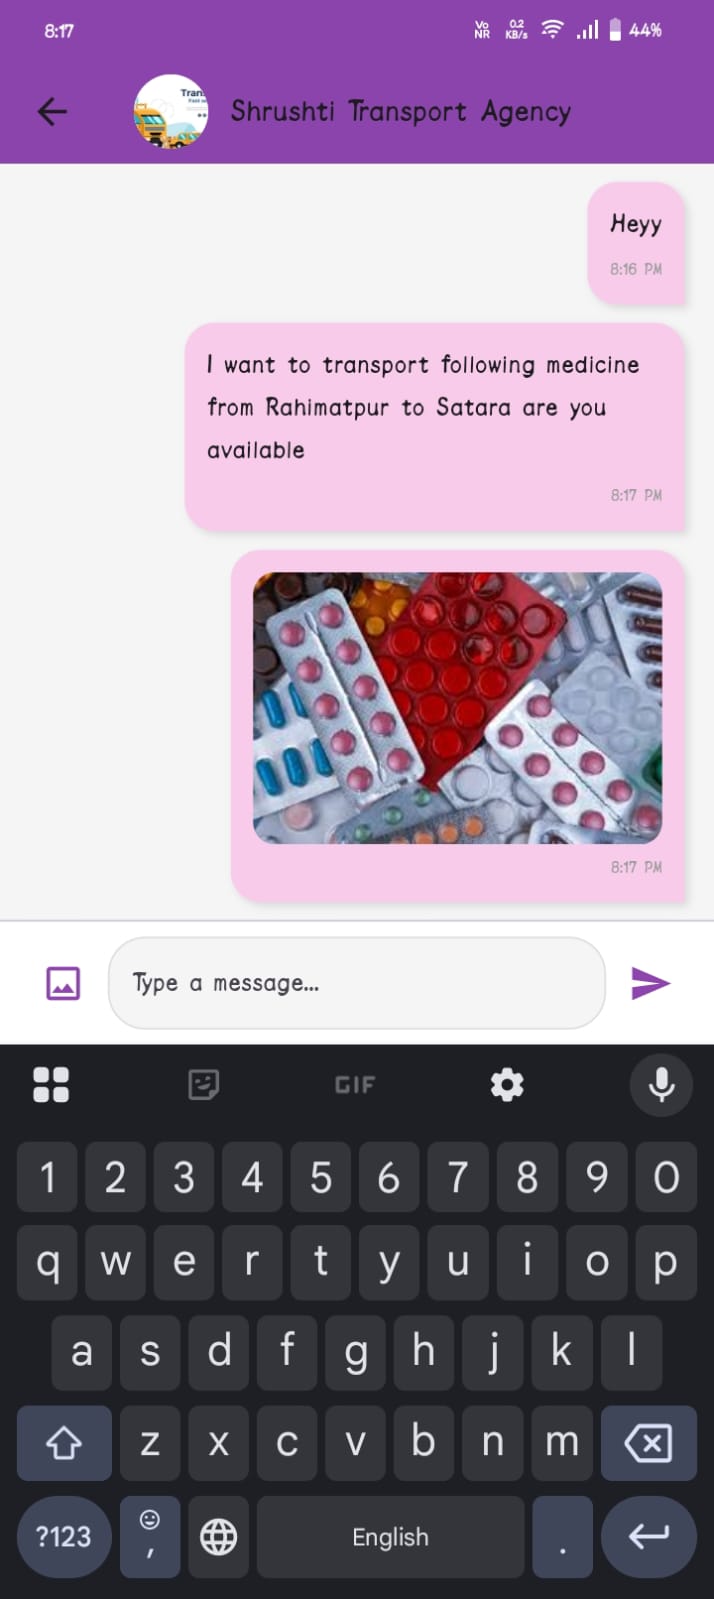 8:17
Vo
NR
0.2
KB/s
44%
Tran
Shrushti Transport Agency
Heyy
8:16 PM
I want to transport following medicine
from Rahimatpur to Satara are you
available
8:17 PM
8:17 PM
Type a message...
GIF
1 2 3 4 5 6 7 8 9 0
q w e r t y u i o p
a s d f g h j k l
z x c v b n m
?123 , English .